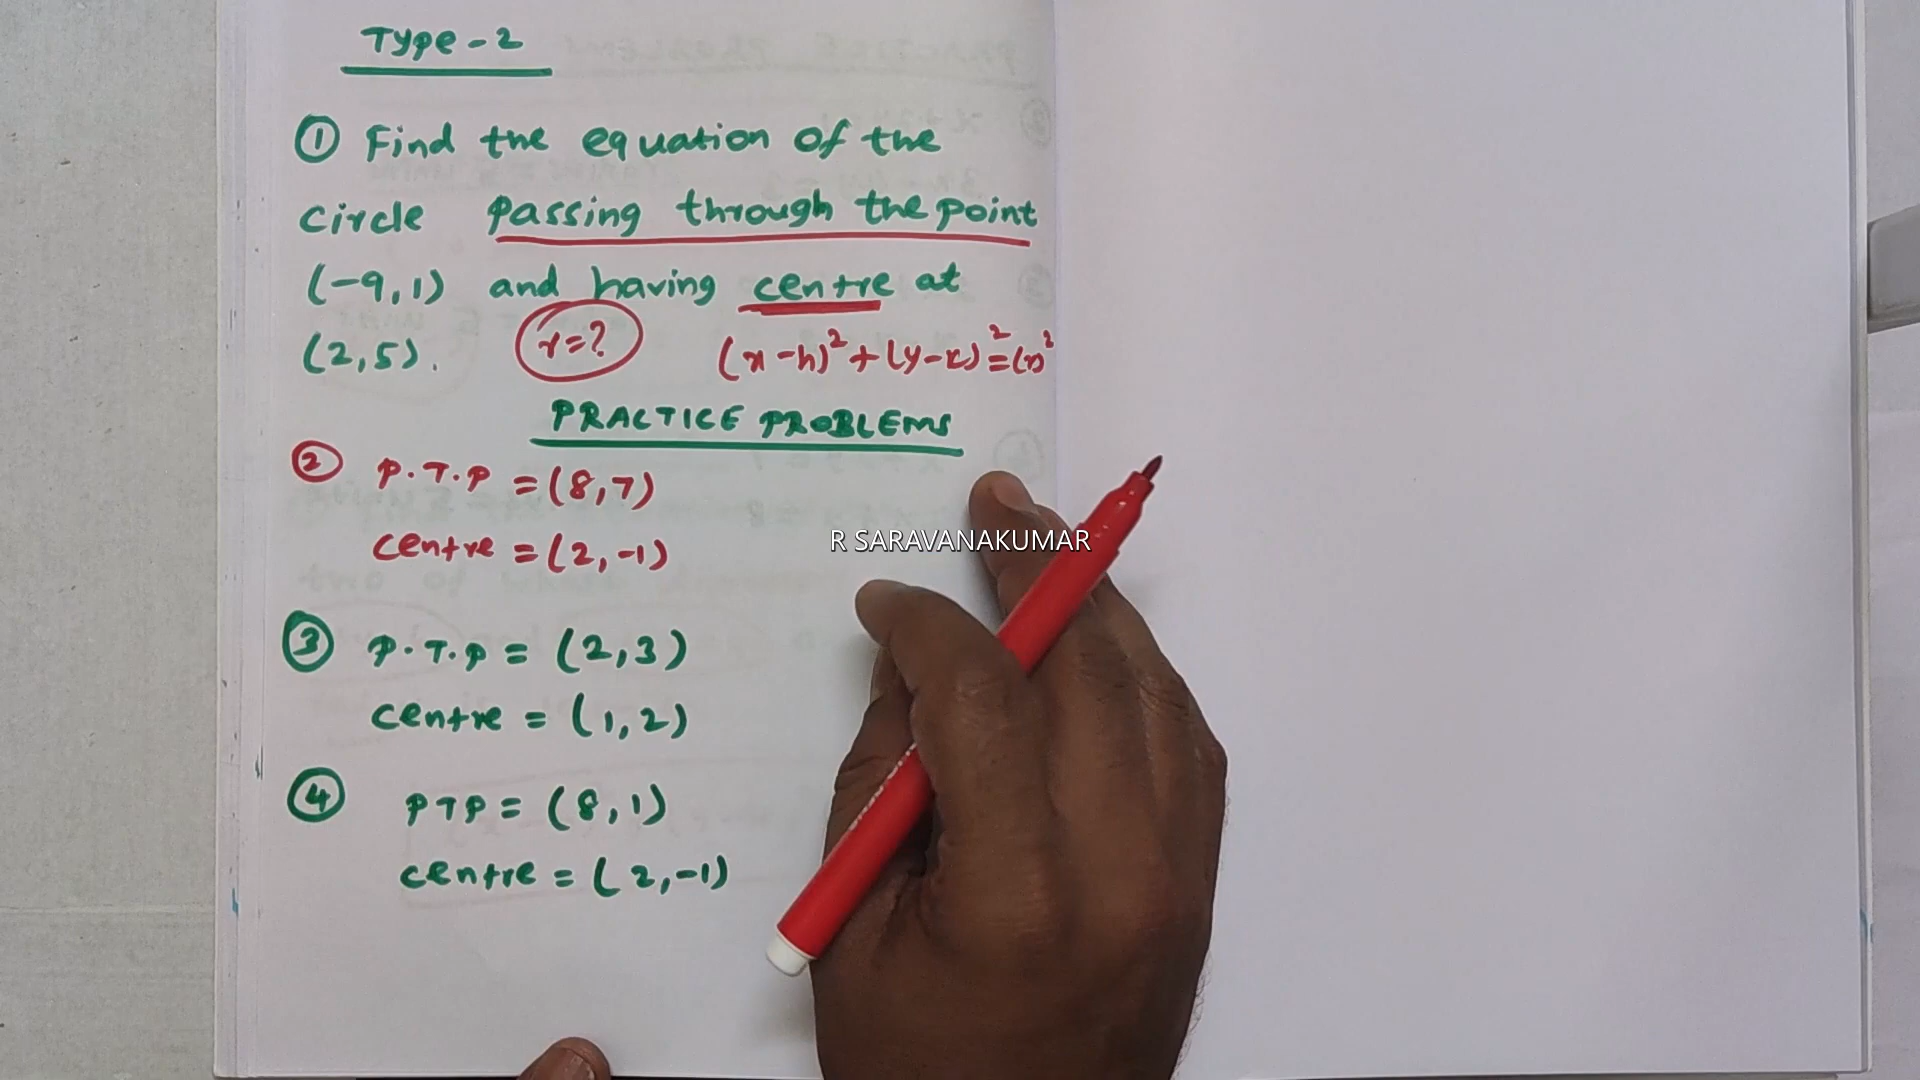 Type-2
① Find the equation of the
circle passing through the point
(-9,1) and having centre at
(2,5). r=? (x-h)²+(y-k)²=(r)²
PRACTICE PROBLEMS
② P.T.P = (8,7)
centre = (2,-1)
R SARAVANAKUMAR
③ P.T.P = (2,3)
centre = (1,2)
④ PTP = (8,1)
centre = (2,-1)